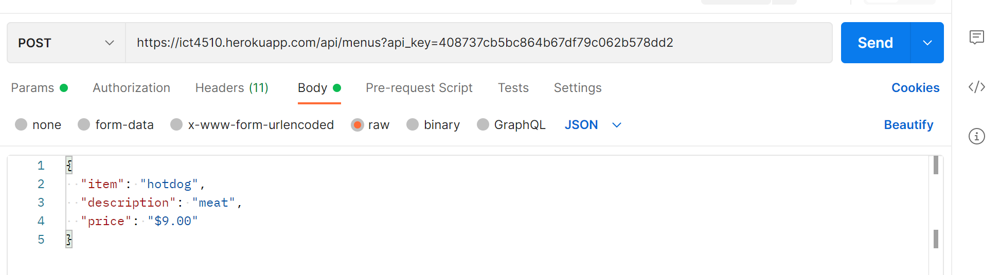 POST https://ict4510.herokuapp.com/api/menus?api_key=408737cb5bc864b67df79c062b578dd2 Send
Params Authorization Headers (11) Body Pre-request Script Tests Settings Cookies
none form-data x-www-form-urlencoded raw binary GraphQL JSON Beautify
1 {
2 "item": "hotdog",
3 "description": "meat",
4 "price": "$9.00"
5 }